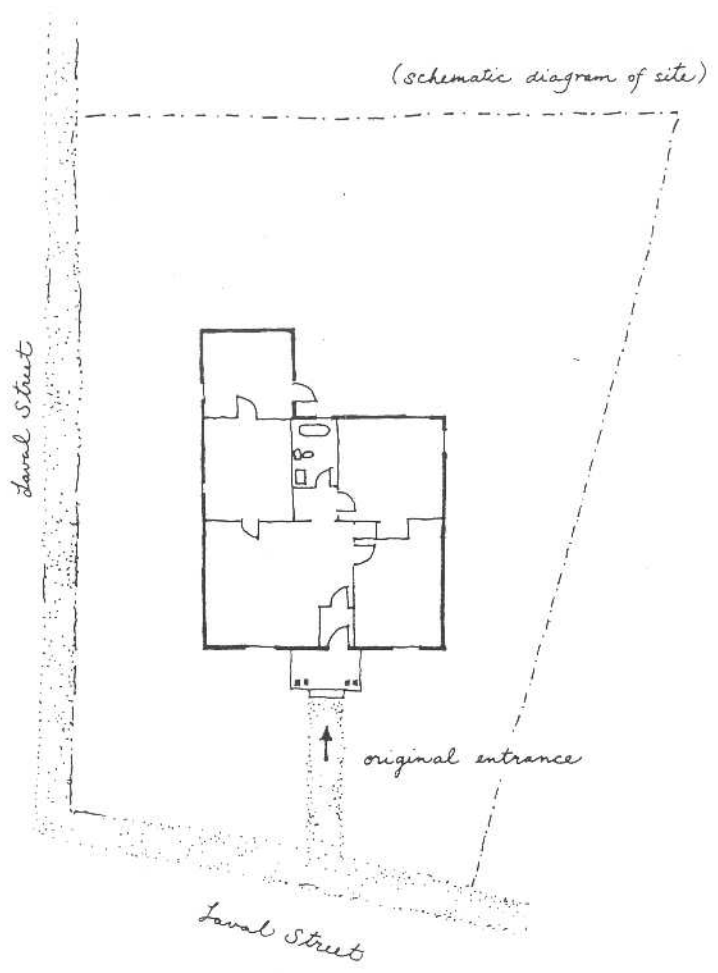 (schematic diagram of site)
Laval Street
original entrance
Laval Street